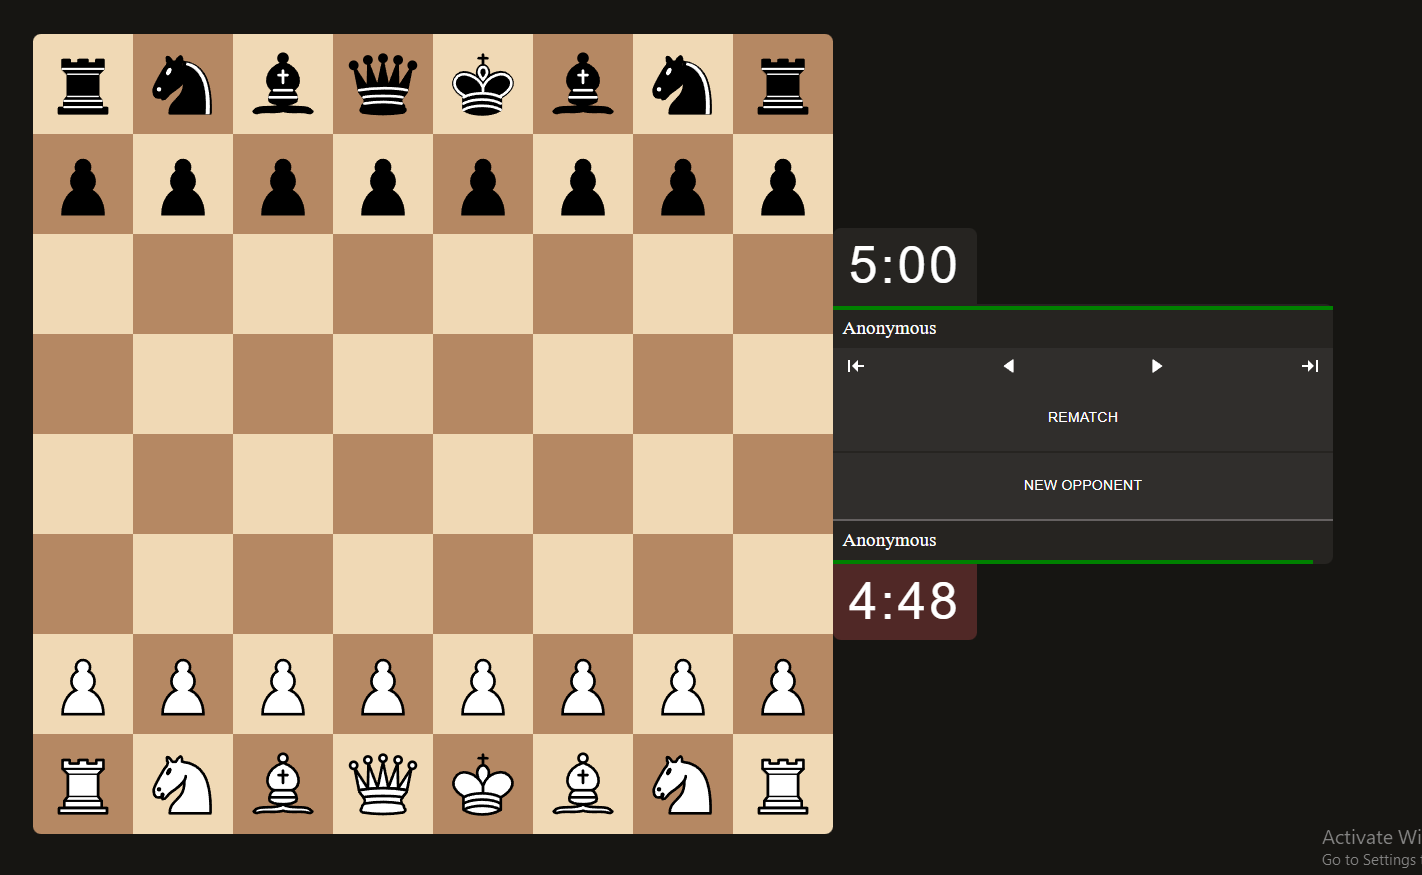 5:00
Anonymous
REMATCH
NEW OPPONENT
Anonymous
4:48
Activate Wi
Go to Settings